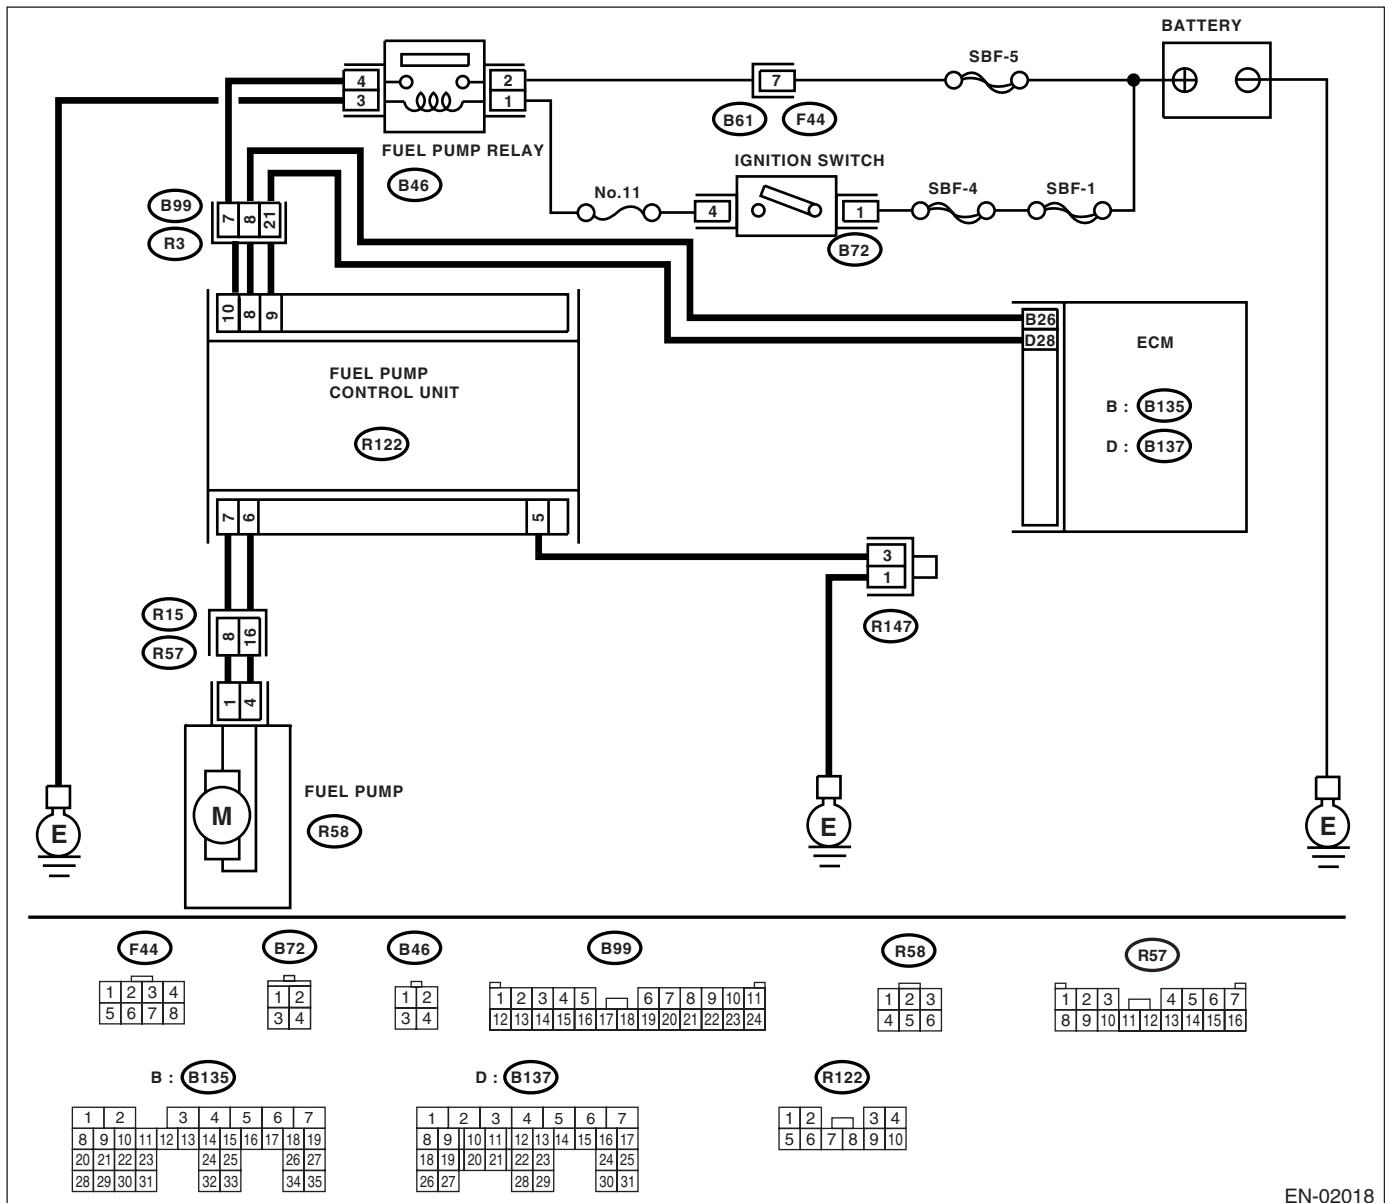 BATTERY
SBF-5
4 2 7
3 1
B61 F44
FUEL PUMP RELAY IGNITION SWITCH
B46
No.11 SBF-4 SBF-1
B99 7 8 21 4 1
R3 B72
10 8 9 B26
D28 ECM
FUEL PUMP
CONTROL UNIT
B : B135
R122
D : B137
7 6 5
3
1
R15 8 16 R147
R57
1 4
FUEL PUMP
M
R58
E E E
F44 B72 B46 B99 R58 R57
1 2 3 4
5 6 7 8
1 2
3 4
1 2
3 4
1 2 3 4 5 6 7 8 9 10 11
12 13 14 15 16 17 18 19 20 21 22 23 24
1 2 3
4 5 6
1 2 3 4 5 6 7
8 9 10 11 12 13 14 15 16
B : B135 D : B137 R122
1 2 3 4 5 6 7
8 9 10 11 12 13 14 15 16 17 18 19
20 21 22 23 24 25 26 27
28 29 30 31 32 33 34 35
1 2 3 4 5 6 7
8 9 10 11 12 13 14 15 16 17
18 19 20 21 22 23 24 25
26 27 28 29 30 31
1 2 3 4
5 6 7 8 9 10
EN-02018